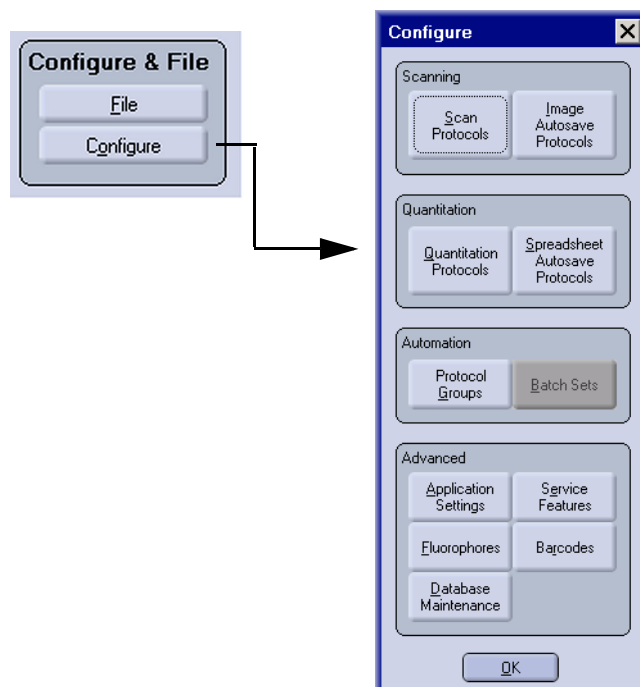 Configure & File
File
Configure
Configure
Scanning
Scan
Protocols
Image
Autosave
Protocols
Quantitation
Quantitation
Protocols
Spreadsheet
Autosave
Protocols
Automation
Protocol
Groups
Batch Sets
Advanced
Application
Settings
Service
Features
Fluorophores
Barcodes
Database
Maintenance
OK